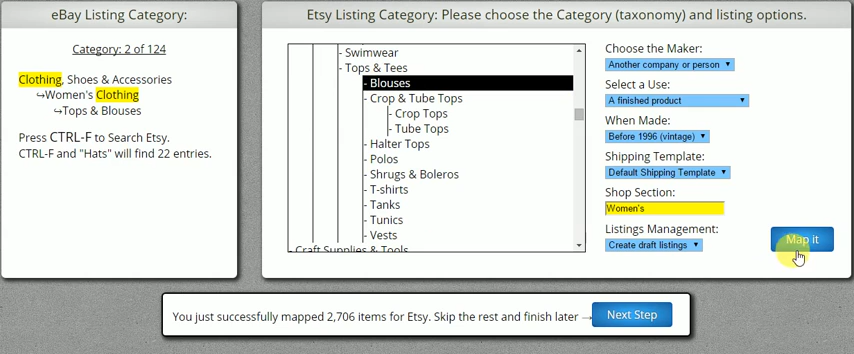 eBay Listing Category:
Category: 2 of 124
Clothing, Shoes & Accessories
↪Women's Clothing
↪Tops & Blouses
Press CTRL-F to Search Etsy.
CTRL-F and "Hats" will find 22 entries.
Etsy Listing Category: Please choose the Category (taxonomy) and listing options.
- Swimwear
- Tops & Tees
- Blouses
- Crop & Tube Tops
- Crop Tops
- Tube Tops
- Halter Tops
- Polos
- Shrugs & Boleros
- T-shirts
- Tanks
- Tunics
- Vests
- Craft Supplies & Tools
Choose the Maker:
Another company or person
Select a Use:
A finished product
When Made:
Before 1996 (vintage)
Shipping Template:
Default Shipping Template
Shop Section:
Women's
Listings Management:
Create draft listings
Map it
You just successfully mapped 2,706 items for Etsy. Skip the rest and finish later → Next Step